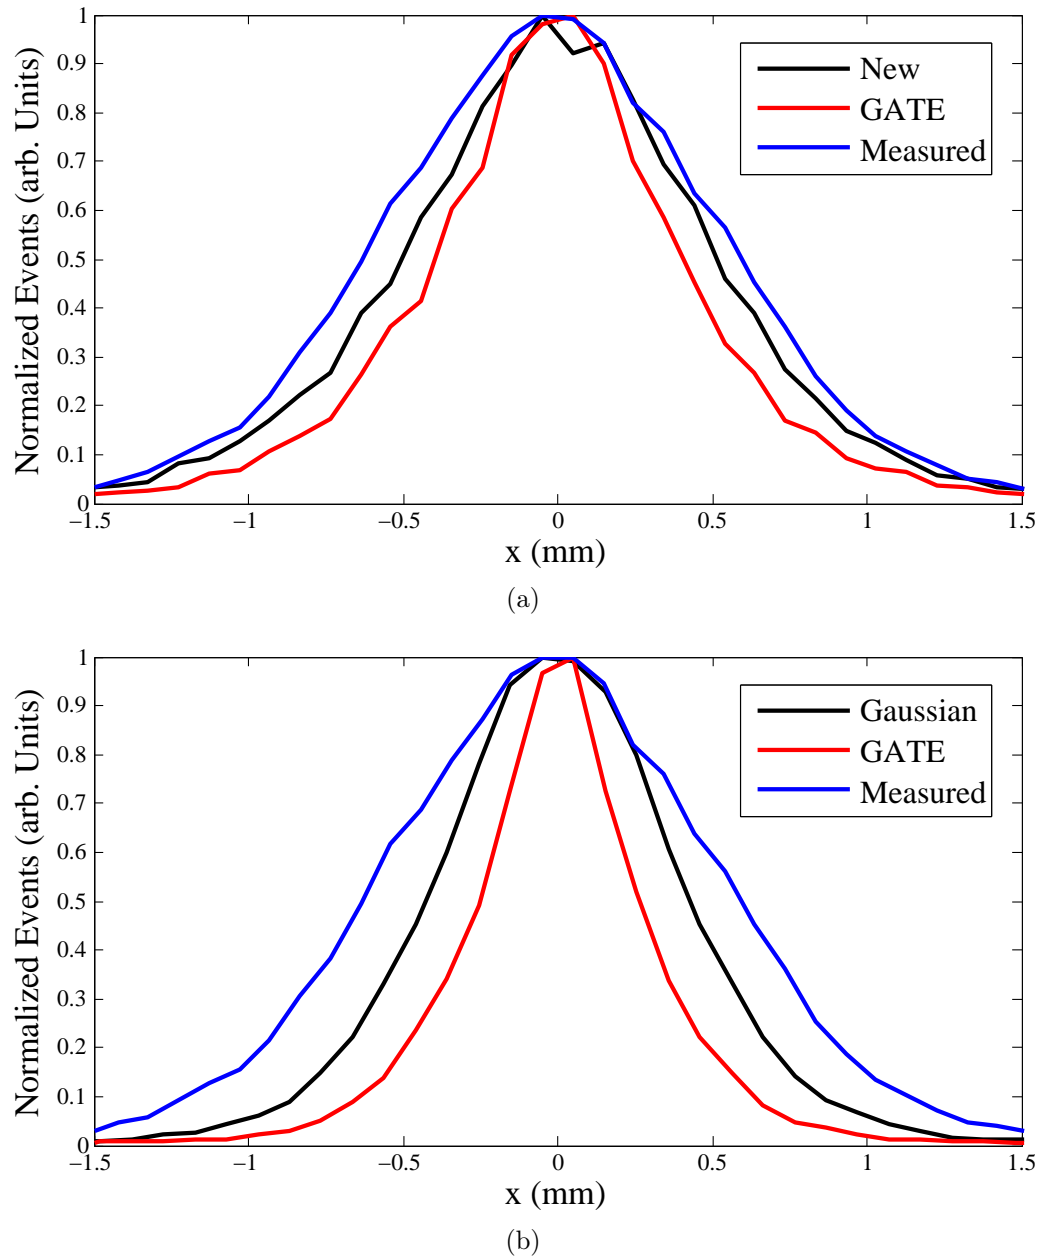 1
0.9
0.8
0.7
0.6
0.5
0.4
0.3
0.2
0.1
0
Normalized Events (arb. Units)
New
GATE
Measured
−1.5 −1 −0.5 0 0.5 1 1.5
x (mm)
(a)
1
0.9
0.8
0.7
0.6
0.5
0.4
0.3
0.2
0.1
0
Normalized Events (arb. Units)
Gaussian
GATE
Measured
−1.5 −1 −0.5 0 0.5 1 1.5
x (mm)
(b)